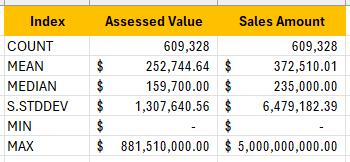 Index Assessed Value Sales Amount
COUNT 609,328 609,328
MEAN $ 252,744.64 $ 372,510.01
MEDIAN $ 159,700.00 $ 235,000.00
S.STDDEV $ 1,307,640.56 $ 6,479,182.39
MIN $ - $ -
MAX $ 881,510,000.00 $ 5,000,000,000.00